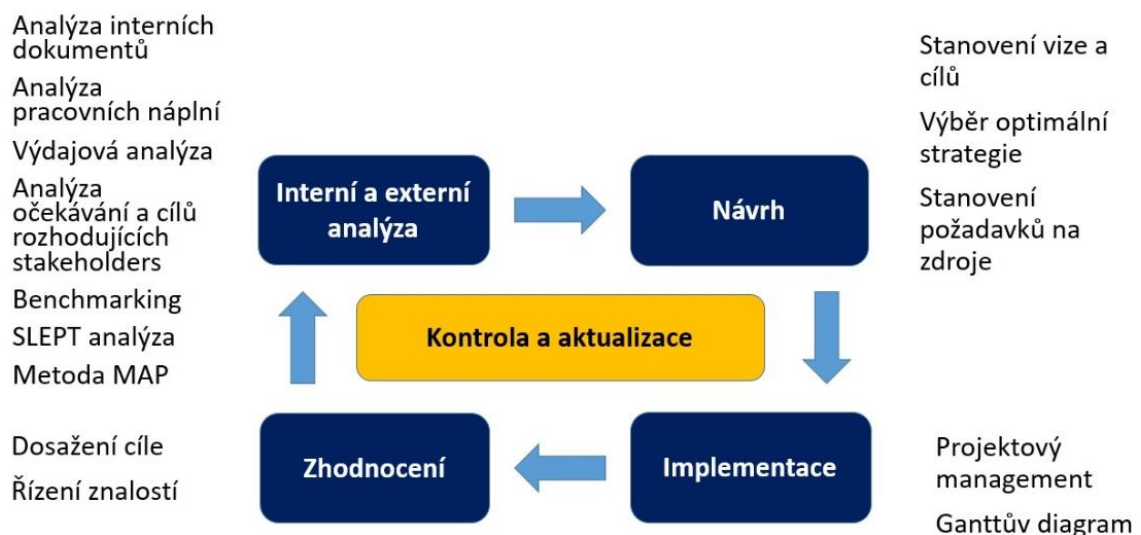 Analýza interních
dokumentů
Analýza
pracovních náplní
Výdajová analýza
Analýza
očekávání a cílů
rozhodujících
stakeholders
Benchmarking
SLEPT analýza
Metoda MAP
Interní a externí
analýza
Návrh
Stanovení vize a
cílů
Výběr optimální
strategie
Stanovení
požadavků na
zdroje
Kontrola a aktualizace
Dosažení cíle
Řízení znalostí
Zhodnocení
Implementace
Projektový
management
Ganttův diagram